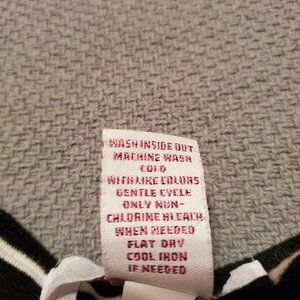 WASH INSIDE OUT
MACHINE WASH
COLD
WITH LIKE COLORS
GENTLE CYCLE
ONLY NON-
CHLORINE BLEACH
WHEN NEEDED
FLAT DRY
COOL IRON
IF NEEDED